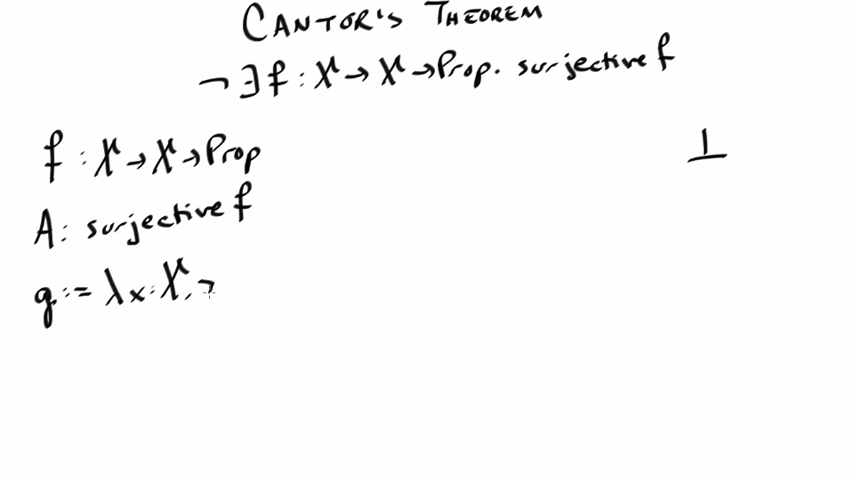 CANTOR'S THEOREM
¬∃f : X → X → Prop. surjective f
f : X → X → Prop
⊥
A: surjective f
g := λx:X. ¬